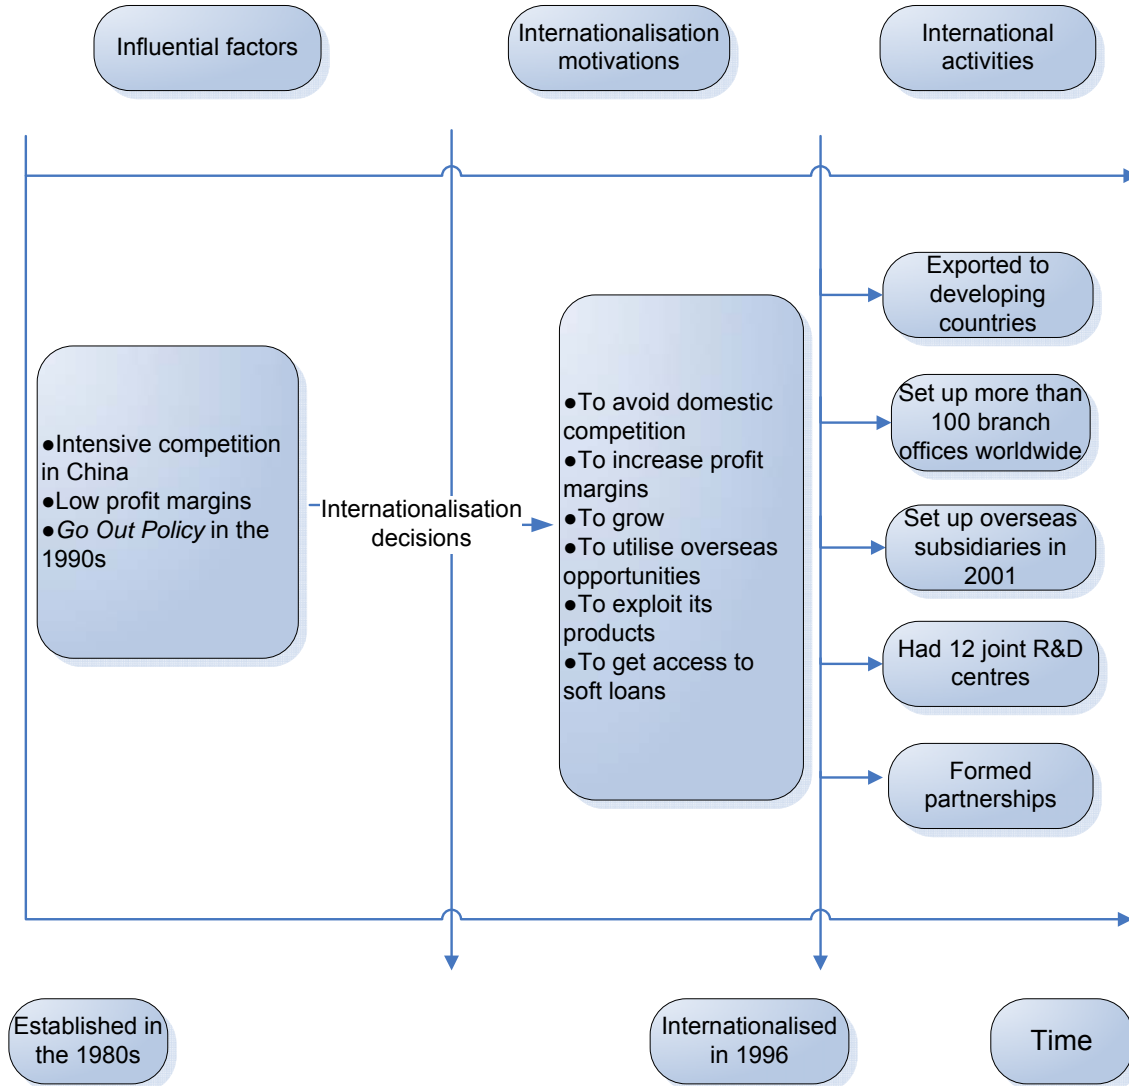 Influential factors
Internationalisation
motivations
International
activities
●Intensive competition
in China
●Low profit margins
●Go Out Policy in the
1990s
Internationalisation
decisions
●To avoid domestic
competition
●To increase profit
margins
●To grow
●To utilise overseas
opportunities
●To exploit its
products
●To get access to
soft loans
Exported to
developing
countries
Set up more than
100 branch
offices worldwide
Set up overseas
subsidiaries in
2001
Had 12 joint R&D
centres
Formed
partnerships
Established in
the 1980s
Internationalised
in 1996
Time